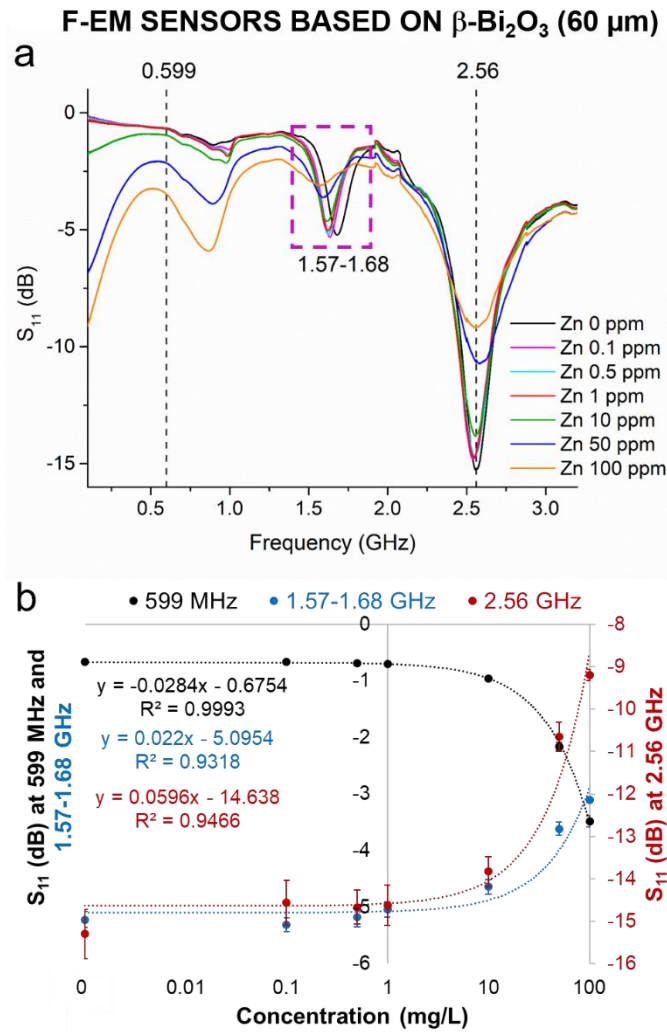 F-EM SENSORS BASED ON β-Bi₂O₃ (60 µm)
a
0.599
2.56
0
-5
-10
-15
S₁₁ (dB)
1.57-1.68
Zn 0 ppm
Zn 0.1 ppm
Zn 0.5 ppm
Zn 1 ppm
Zn 10 ppm
Zn 50 ppm
Zn 100 ppm
0.5 1.0 1.5 2.0 2.5 3.0
Frequency (GHz)
b
599 MHz 1.57-1.68 GHz 2.56 GHz
S₁₁ (dB) at 599 MHz and
1.57-1.68 GHz
0
-1
-2
-3
-4
-5
-6
y = -0.0284x - 0.6754
R² = 0.9993
y = 0.022x - 5.0954
R² = 0.9318
y = 0.0596x - 14.638
R² = 0.9466
-8
-9
-10
-11
-12
-13
-14
-15
-16
S₁₁ (dB) at 2.56 GHz
0 0.01 0.1 1 10 100
Concentration (mg/L)